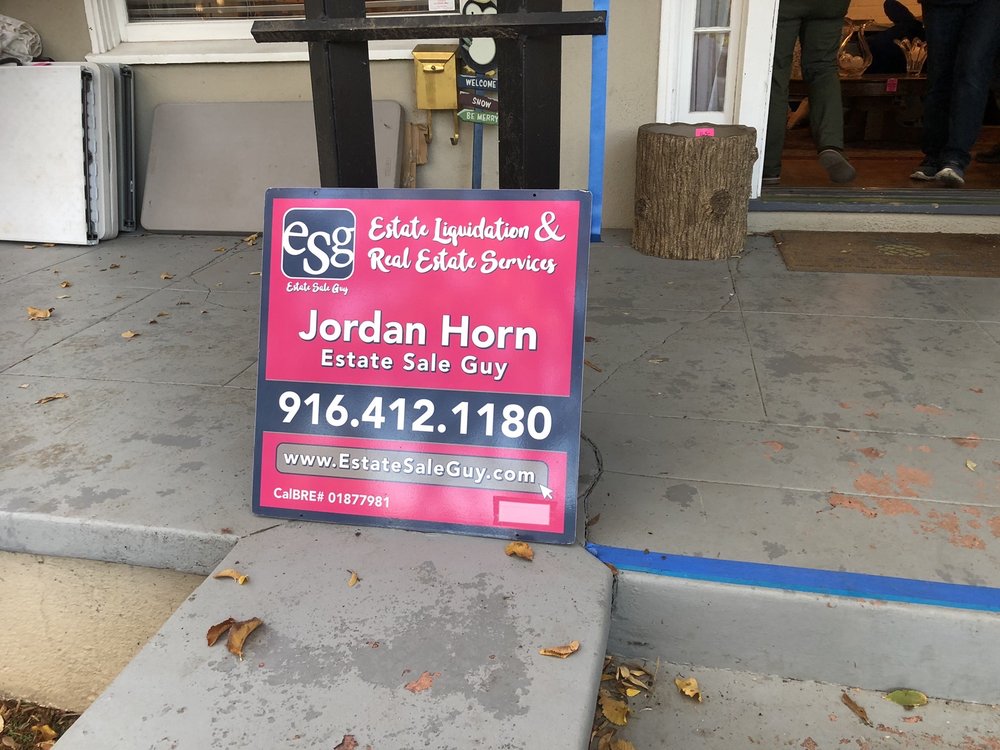 WELCOME
SNOW
BE MERRY
esg
Estate Sale Guy
Estate Liquidation &
Real Estate Services
Jordan Horn
Estate Sale Guy
916.412.1180
www.EstateSaleGuy.com
CalBRE# 01877981